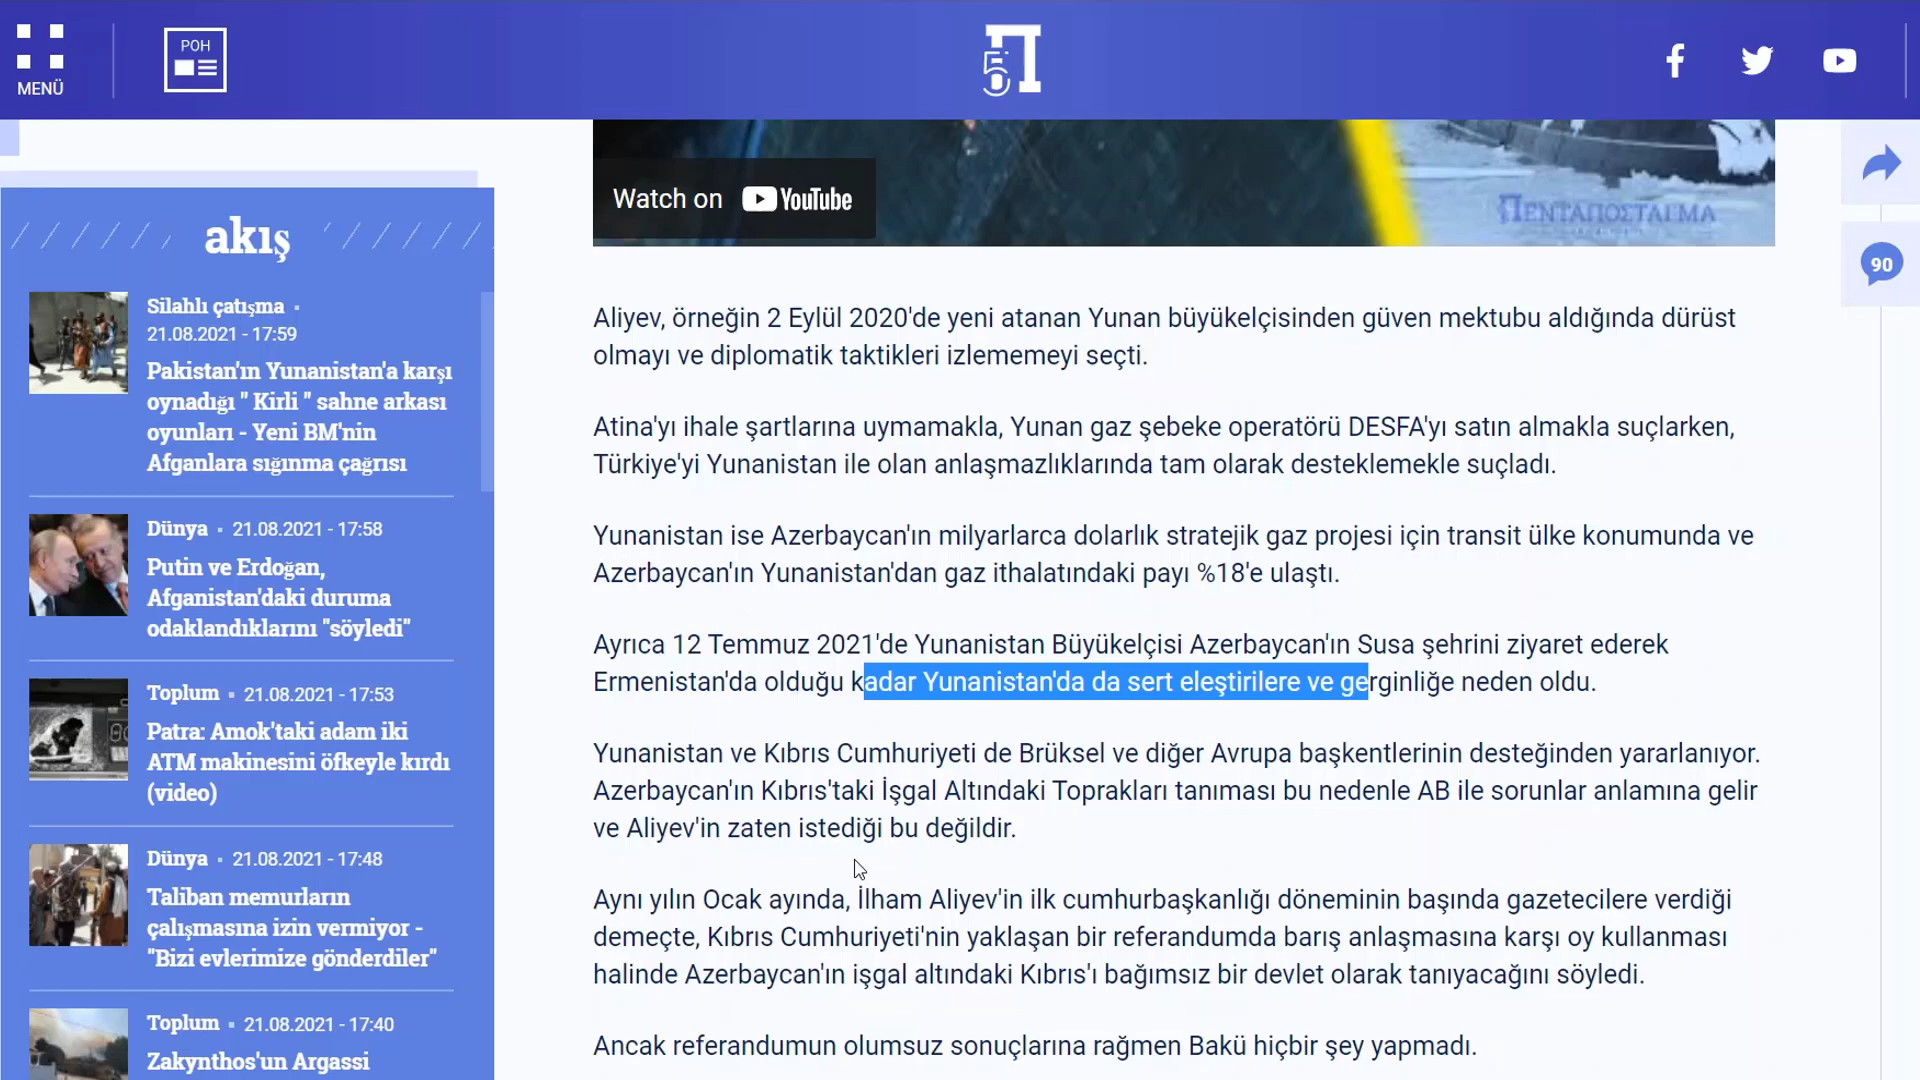 MENÜ
POH
5
Π
Watch on YouTube
ΠΕΝΤΑΠΟΣΤΑΓΜΑ
90
akış
Silahlı çatışma
21.08.2021 - 17:59
Pakistan'ın Yunanistan'a karşı
oynadığı " Kirli " sahne arkası
oyunları - Yeni BM'nin
Afganlara sığınma çağrısı
Dünya 21.08.2021 - 17:58
Putin ve Erdoğan,
Afganistan'daki duruma
odaklandıklarını "söyledi"
Toplum 21.08.2021 - 17:53
Patra: Amok'taki adam iki
ATM makinesini öfkeyle kırdı
(video)
Dünya 21.08.2021 - 17:48
Taliban memurların
çalışmasına izin vermiyor -
"Bizi evlerimize gönderdiler"
Toplum 21.08.2021 - 17:40
Zakynthos'un Argassi
Aliyev, örneğin 2 Eylül 2020'de yeni atanan Yunan büyükelçisinden güven mektubu aldığında dürüst
olmayı ve diplomatik taktikleri izlememeyi seçti.
Atina'yı ihale şartlarına uymamakla, Yunan gaz şebeke operatörü DESFA'yı satın almakla suçlarken,
Türkiye'yi Yunanistan ile olan anlaşmazlıklarında tam olarak desteklemekle suçladı.
Yunanistan ise Azerbaycan'ın milyarlarca dolarlık stratejik gaz projesi için transit ülke konumunda ve
Azerbaycan'ın Yunanistan'dan gaz ithalatındaki payı %18'e ulaştı.
Ayrıca 12 Temmuz 2021'de Yunanistan Büyükelçisi Azerbaycan'ın Susa şehrini ziyaret ederek
Ermenistan'da olduğu kadar Yunanistan'da da sert eleştirilere ve gerginliğe neden oldu.
Yunanistan ve Kıbrıs Cumhuriyeti de Brüksel ve diğer Avrupa başkentlerinin desteğinden yararlanıyor.
Azerbaycan'ın Kıbrıs'taki İşgal Altındaki Toprakları tanıması bu nedenle AB ile sorunlar anlamına gelir
ve Aliyev'in zaten istediği bu değildir.
Aynı yılın Ocak ayında, İlham Aliyev'in ilk cumhurbaşkanlığı döneminin başında gazetecilere verdiği
demeçte, Kıbrıs Cumhuriyeti'nin yaklaşan bir referandumda barış anlaşmasına karşı oy kullanması
halinde Azerbaycan'ın işgal altındaki Kıbrıs'ı bağımsız bir devlet olarak tanıyacağını söyledi.
Ancak referandumun olumsuz sonuçlarına rağmen Bakü hiçbir şey yapmadı.